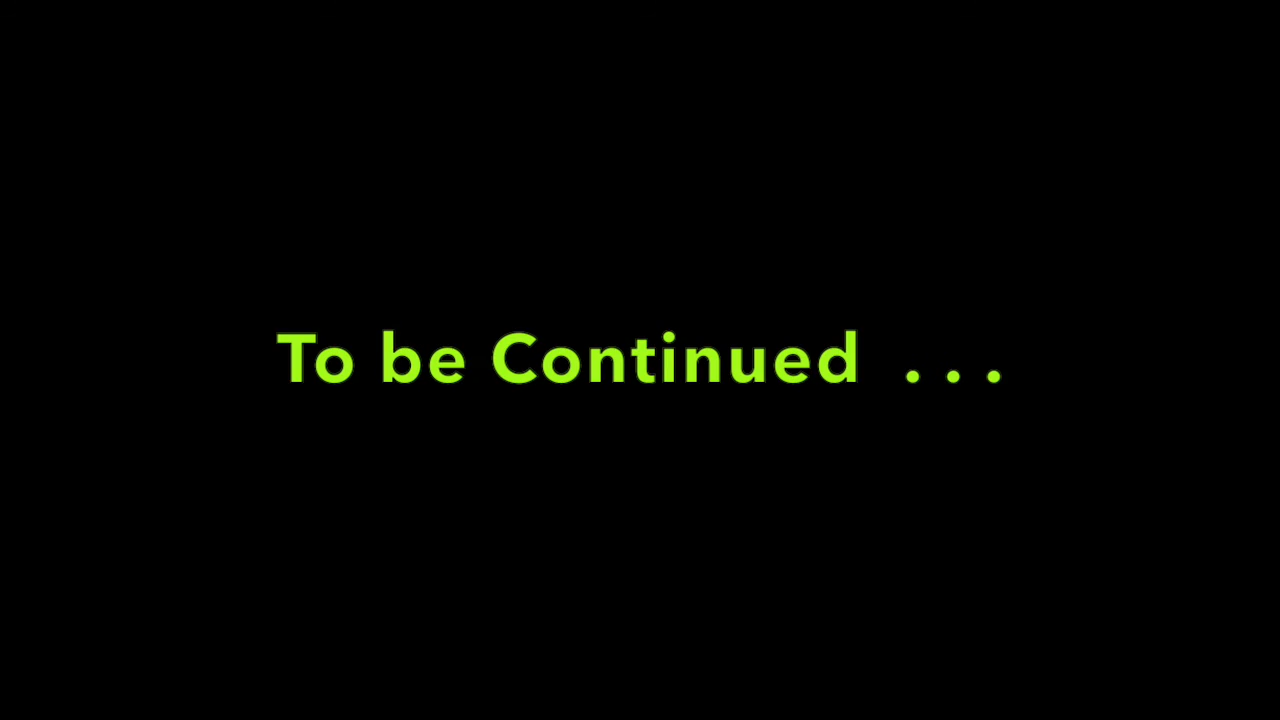 To be Continued . . .